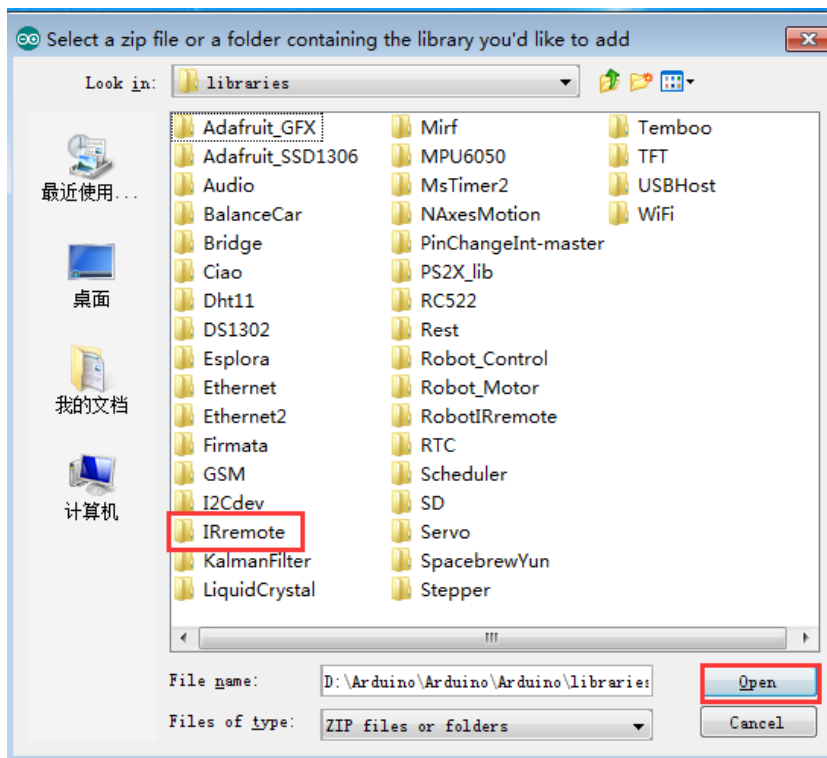 Select a zip file or a folder containing the library you'd like to add
Look in:
libraries
最近使用...
桌面
我的文档
计算机
Adafruit_GFX
Adafruit_SSD1306
Audio
BalanceCar
Bridge
Ciao
Dht11
DS1302
Esplora
Ethernet
Ethernet2
Firmata
GSM
I2Cdev
IRremote
KalmanFilter
LiquidCrystal
Mirf
MPU6050
MsTimer2
NAxesMotion
PinChangeInt-master
PS2X_lib
RC522
Rest
Robot_Control
Robot_Motor
RobotIRremote
RTC
Scheduler
SD
Servo
SpacebrewYun
Stepper
Temboo
TFT
USBHost
WiFi
File name:
D:\Arduino\Arduino\Arduino\libraries
Open
Files of type:
ZIP files or folders
Cancel